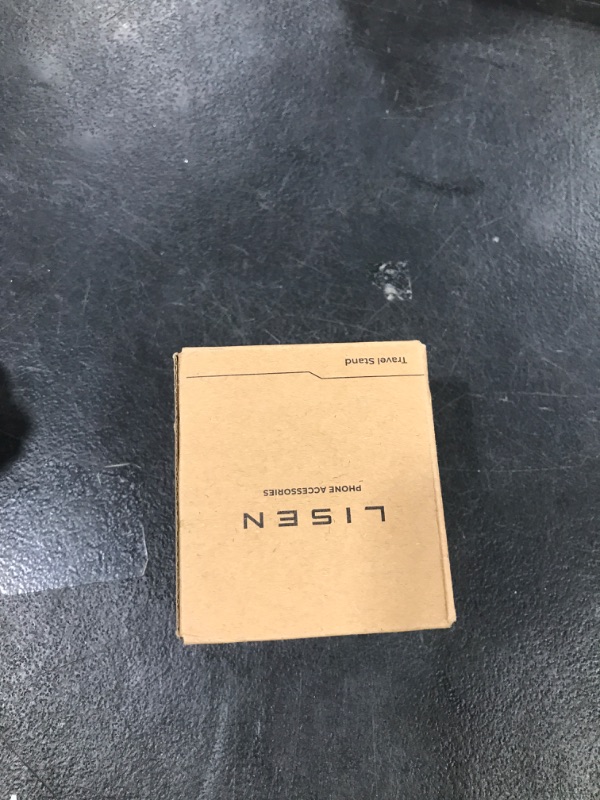 LISEN
PHONE ACCESSORIES
Travel Stand